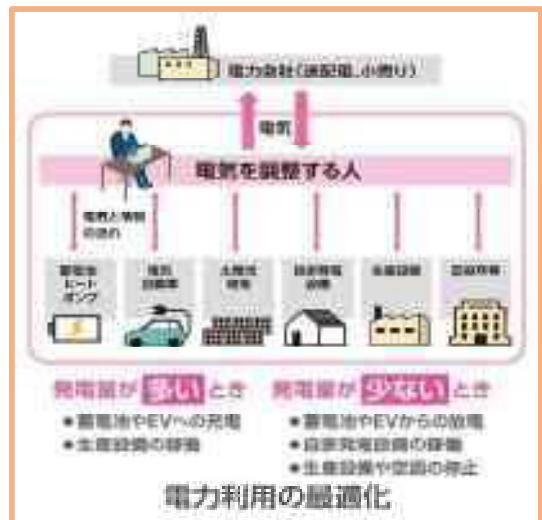 電力会社(送配電、小売り)
電気
電気を調整する人
電気と情報
の流れ
蓄電池
ヒート
ポンプ
電気
自動車
太陽光
発電
自家発電
設備
生産設備
空調設備
発電量が多いとき
発電量が少ないとき
●蓄電池やEVへの充電
●生産設備の稼働
●蓄電池やEVからの放電
●自家発電設備の稼働
●生産設備や空調の停止
電力利用の最適化